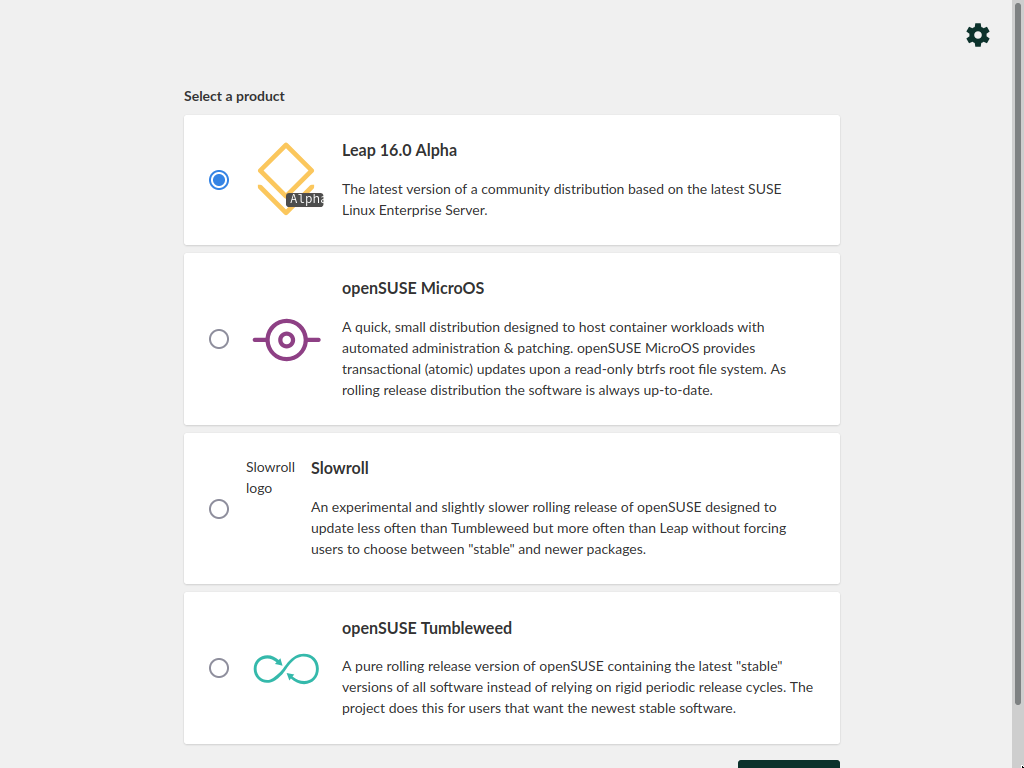 Select a product
Leap 16.0 Alpha
The latest version of a community distribution based on the latest SUSE
Linux Enterprise Server.
Alpha
openSUSE MicroOS
A quick, small distribution designed to host container workloads with
automated administration & patching. openSUSE MicroOS provides
transactional (atomic) updates upon a read-only btrfs root file system. As
rolling release distribution the software is always up-to-date.
Slowroll
logo
Slowroll
An experimental and slightly slower rolling release of openSUSE designed to
update less often than Tumbleweed but more often than Leap without forcing
users to choose between "stable" and newer packages.
openSUSE Tumbleweed
A pure rolling release version of openSUSE containing the latest "stable"
versions of all software instead of relying on rigid periodic release cycles. The
project does this for users that want the newest stable software.